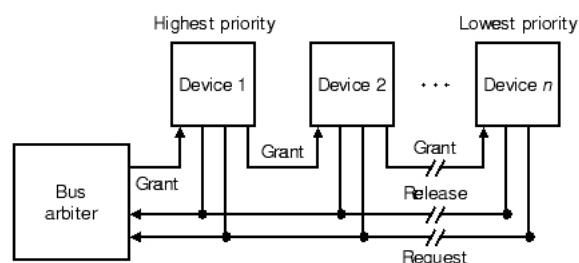 Highest priority
Lowest priority
Device 1
Device 2
...
Device n
Grant
Grant
Grant
Bus
arbiter
Release
Request